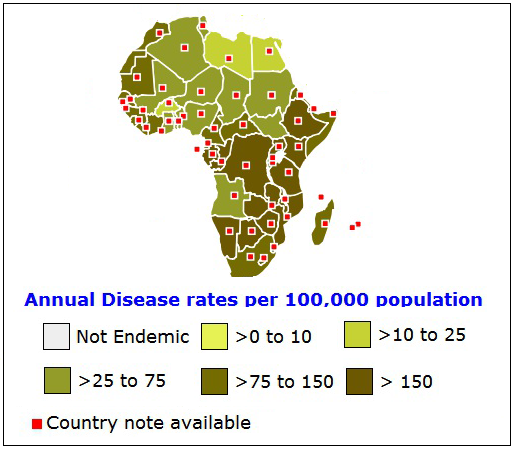 Annual Disease rates per 100,000 population
Not Endemic >0 to 10 >10 to 25
>25 to 75 >75 to 150 > 150
Country note available